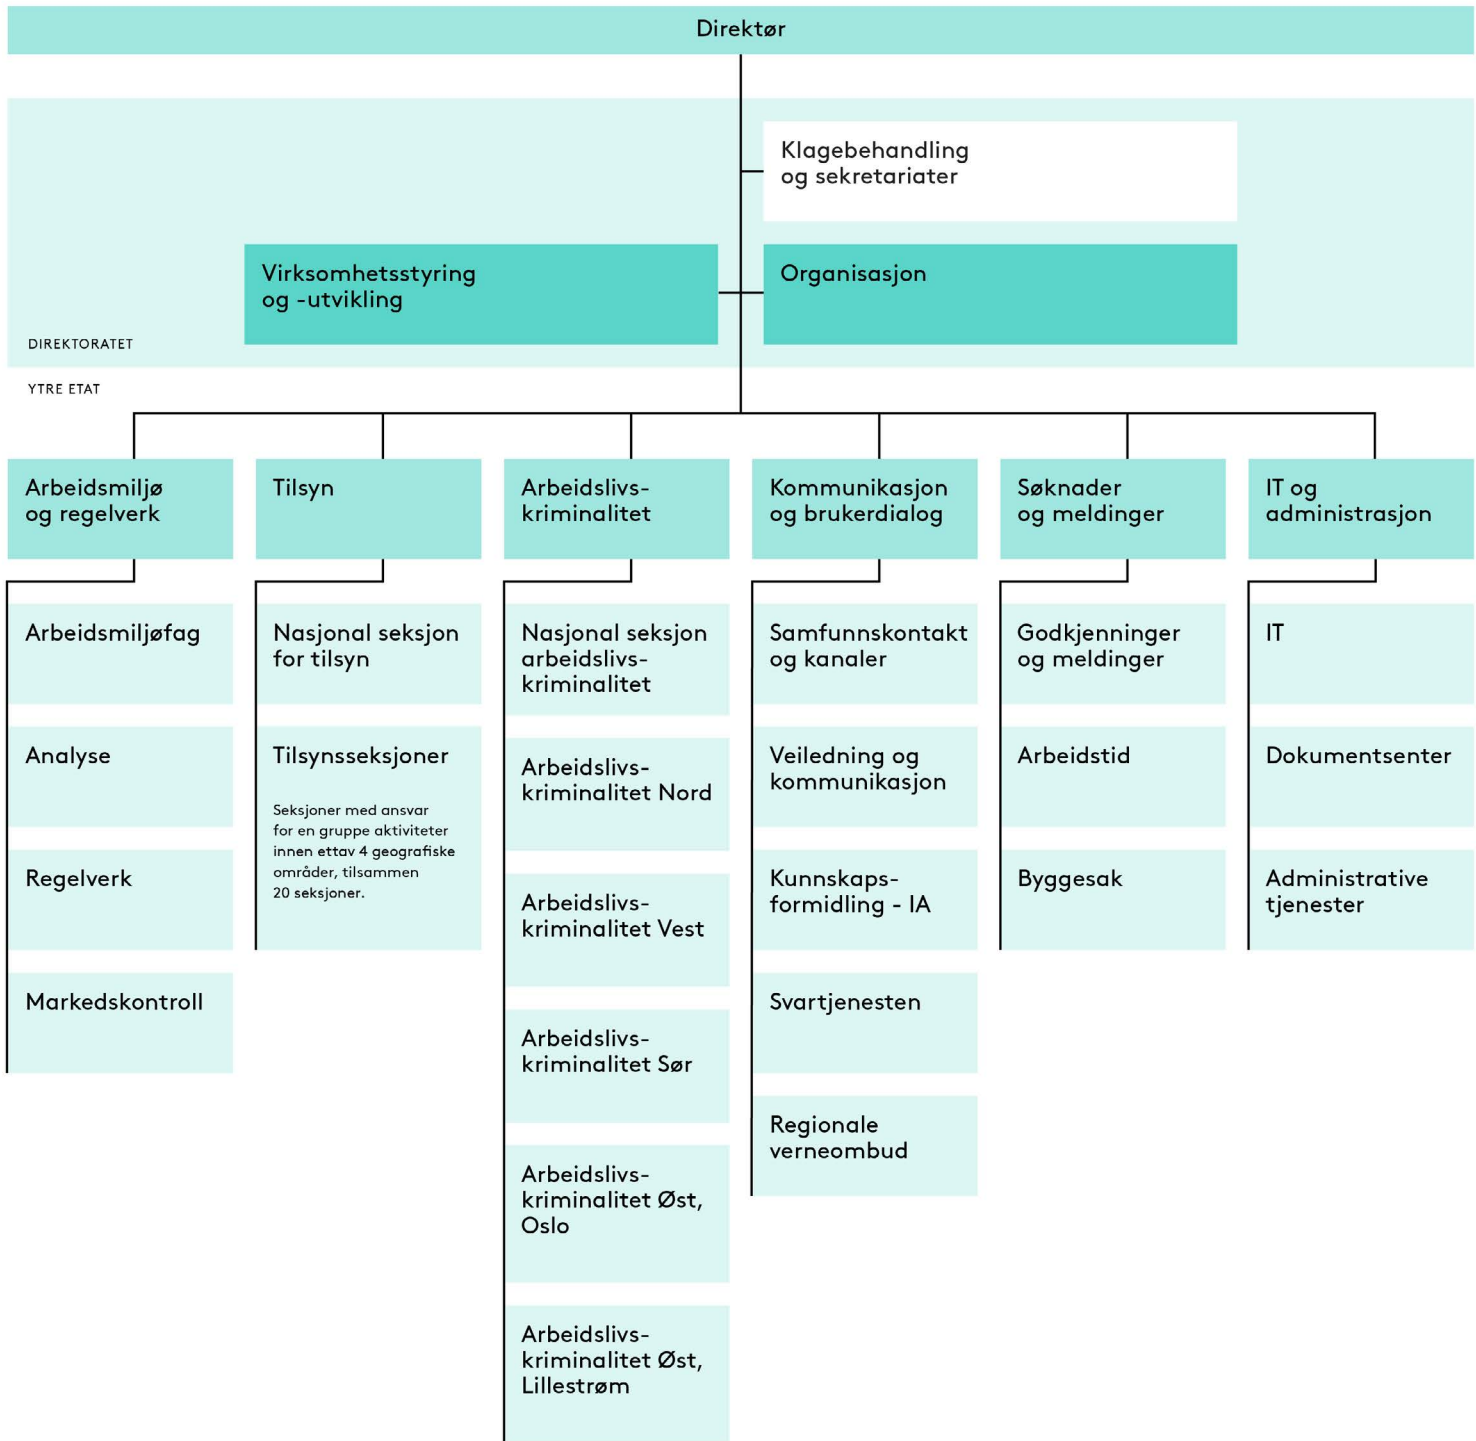 Direktør
Klagebehandling
og sekretariater
Virksomhetsstyring
og -utvikling
Organisasjon
DIREKTORATET
YTRE ETAT
Arbeidsmiljø
og regelverk
Tilsyn
Arbeidslivs-
kriminalitet
Kommunikasjon
og brukerdialog
Søknader
og meldinger
IT og
administrasjon
Arbeidsmiljøfag
Analyse
Regelverk
Markedskontroll
Nasjonal seksjon
for tilsyn
Tilsynsseksjoner
Seksjoner med ansvar
for en gruppe aktiviteter
innen ettav 4 geografiske
områder, tilsammen
20 seksjoner.
Nasjonal seksjon
arbeidslivs-
kriminalitet
Arbeidslivs-
kriminalitet Nord
Arbeidslivs-
kriminalitet Vest
Arbeidslivs-
kriminalitet Sør
Arbeidslivs-
kriminalitet Øst,
Oslo
Arbeidslivs-
kriminalitet Øst,
Lillestrøm
Samfunnskontakt
og kanaler
Veiledning og
kommunikasjon
Kunnskaps-
formidling - IA
Svartjenesten
Regionale
verneombud
Godkjenninger
og meldinger
Arbeidstid
Byggesak
IT
Dokumentsenter
Administrative
tjenester